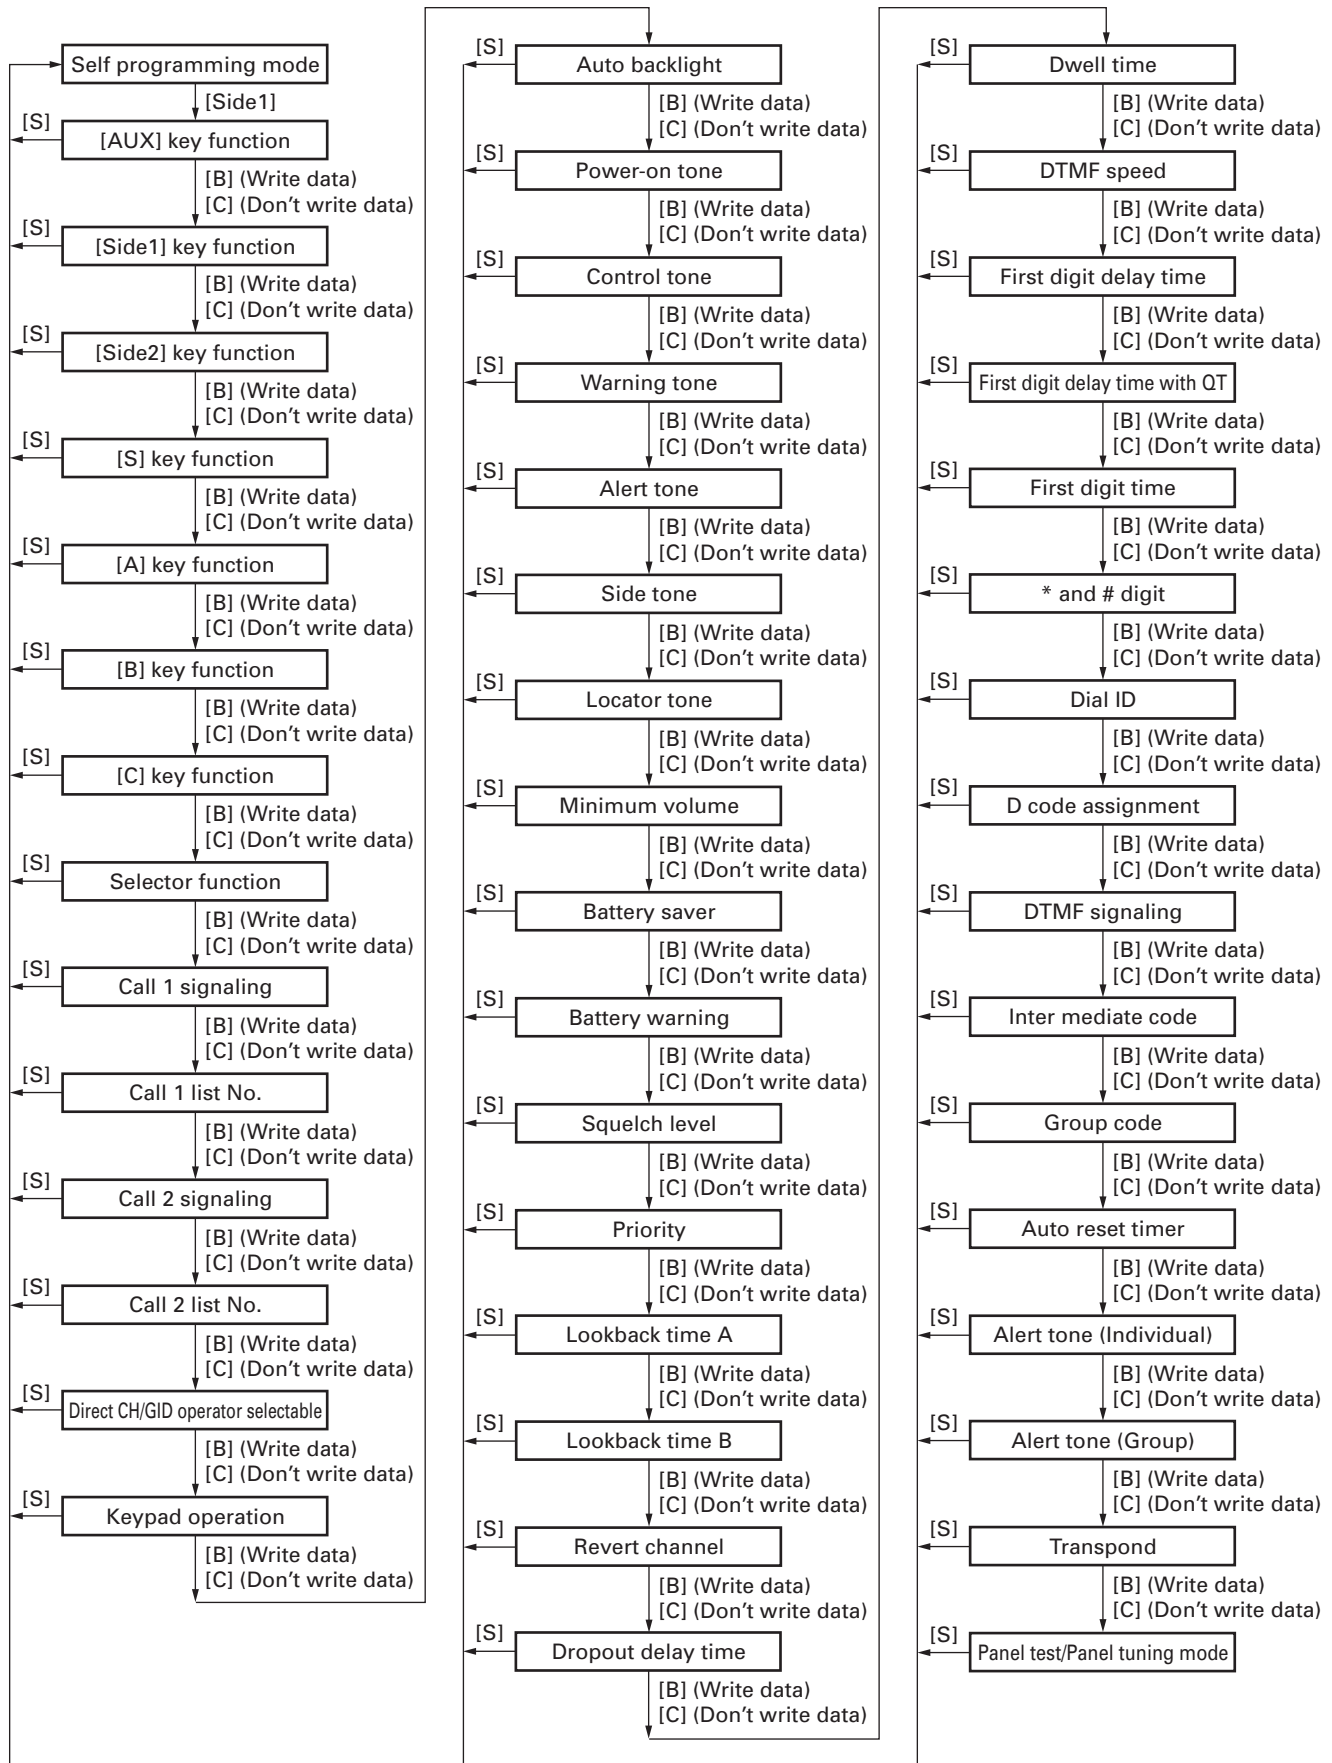 Self programming mode
[Side1]
[S]
[AUX] key function
[B] (Write data)
[C] (Don't write data)
[S]
[Side1] key function
[B] (Write data)
[C] (Don't write data)
[S]
[Side2] key function
[B] (Write data)
[C] (Don't write data)
[S]
[S] key function
[B] (Write data)
[C] (Don't write data)
[S]
[A] key function
[B] (Write data)
[C] (Don't write data)
[S]
[B] key function
[B] (Write data)
[C] (Don't write data)
[S]
[C] key function
[B] (Write data)
[C] (Don't write data)
[S]
Selector function
[B] (Write data)
[C] (Don't write data)
[S]
Call 1 signaling
[B] (Write data)
[C] (Don't write data)
[S]
Call 1 list No.
[B] (Write data)
[C] (Don't write data)
[S]
Call 2 signaling
[B] (Write data)
[C] (Don't write data)
[S]
Call 2 list No.
[B] (Write data)
[C] (Don't write data)
[S]
Direct CH/GID operator selectable
[B] (Write data)
[C] (Don't write data)
[S]
Keypad operation
[B] (Write data)
[C] (Don't write data)
[S]
Auto backlight
[B] (Write data)
[C] (Don't write data)
[S]
Power-on tone
[B] (Write data)
[C] (Don't write data)
[S]
Control tone
[B] (Write data)
[C] (Don't write data)
[S]
Warning tone
[B] (Write data)
[C] (Don't write data)
[S]
Alert tone
[B] (Write data)
[C] (Don't write data)
[S]
Side tone
[B] (Write data)
[C] (Don't write data)
[S]
Locator tone
[B] (Write data)
[C] (Don't write data)
[S]
Minimum volume
[B] (Write data)
[C] (Don't write data)
[S]
Battery saver
[B] (Write data)
[C] (Don't write data)
[S]
Battery warning
[B] (Write data)
[C] (Don't write data)
[S]
Squelch level
[B] (Write data)
[C] (Don't write data)
[S]
Priority
[B] (Write data)
[C] (Don't write data)
[S]
Lookback time A
[B] (Write data)
[C] (Don't write data)
[S]
Lookback time B
[B] (Write data)
[C] (Don't write data)
[S]
Revert channel
[B] (Write data)
[C] (Don't write data)
[S]
Dropout delay time
[B] (Write data)
[C] (Don't write data)
[S]
Dwell time
[B] (Write data)
[C] (Don't write data)
[S]
DTMF speed
[B] (Write data)
[C] (Don't write data)
[S]
First digit delay time
[B] (Write data)
[C] (Don't write data)
[S]
First digit delay time with QT
[B] (Write data)
[C] (Don't write data)
[S]
First digit time
[B] (Write data)
[C] (Don't write data)
[S]
* and # digit
[B] (Write data)
[C] (Don't write data)
[S]
Dial ID
[B] (Write data)
[C] (Don't write data)
[S]
D code assignment
[B] (Write data)
[C] (Don't write data)
[S]
DTMF signaling
[B] (Write data)
[C] (Don't write data)
[S]
Inter mediate code
[B] (Write data)
[C] (Don't write data)
[S]
Group code
[B] (Write data)
[C] (Don't write data)
[S]
Auto reset timer
[B] (Write data)
[C] (Don't write data)
[S]
Alert tone (Individual)
[B] (Write data)
[C] (Don't write data)
[S]
Alert tone (Group)
[B] (Write data)
[C] (Don't write data)
[S]
Transpond
[B] (Write data)
[C] (Don't write data)
[S]
Panel test/Panel tuning mode